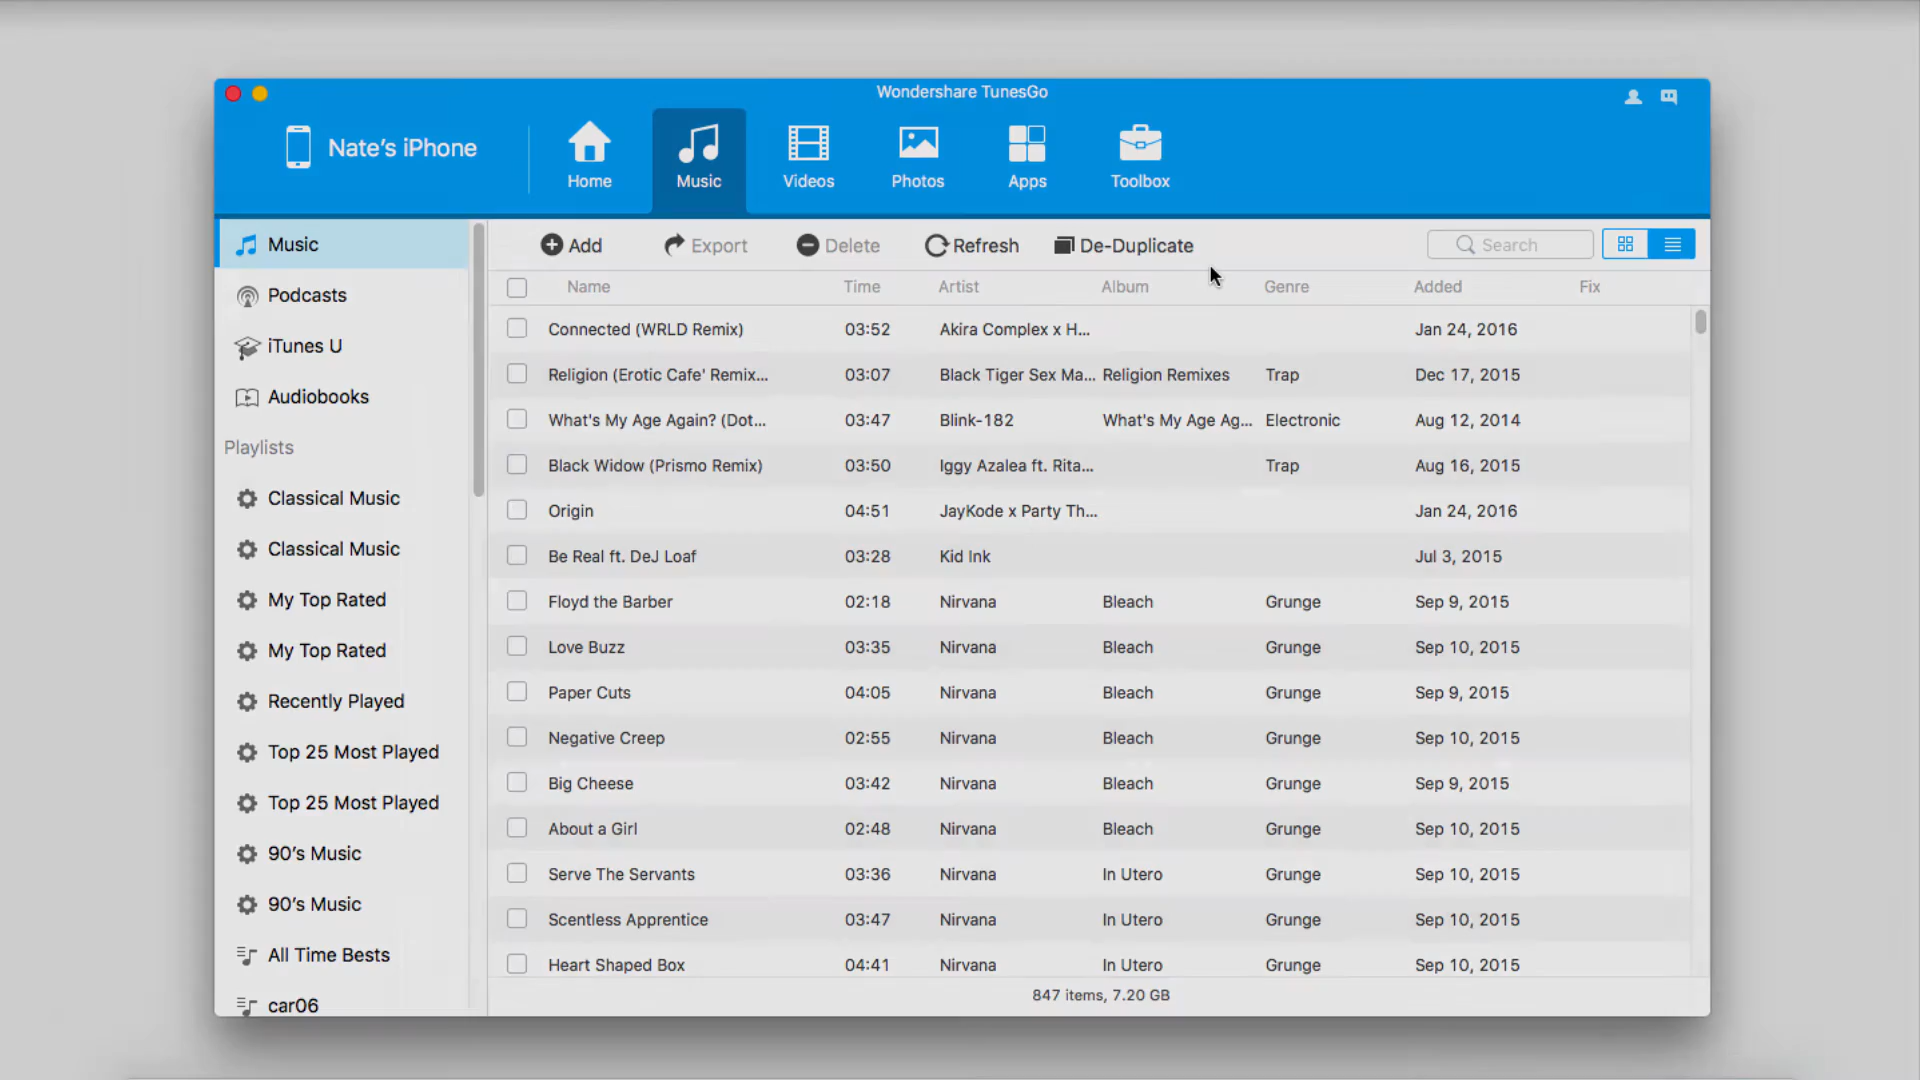 Wondershare TunesGo
Nate's iPhone
Home
Music
Videos
Photos
Apps
Toolbox
Music
Podcasts
iTunes U
Audiobooks
Playlists
Classical Music
Classical Music
My Top Rated
My Top Rated
Recently Played
Top 25 Most Played
Top 25 Most Played
90's Music
90's Music
All Time Bests
car06
Add Export Delete Refresh De-Duplicate Search
Name Time Artist Album Genre Added Fix
Connected (WRLD Remix) 03:52 Akira Complex x H... Jan 24, 2016
Religion (Erotic Cafe' Remix... 03:07 Black Tiger Sex Ma... Religion Remixes Trap Dec 17, 2015
What's My Age Again? (Dot... 03:47 Blink-182 What's My Age Ag... Electronic Aug 12, 2014
Black Widow (Prismo Remix) 03:50 Iggy Azalea ft. Rita... Trap Aug 16, 2015
Origin 04:51 JayKode x Party Th... Jan 24, 2016
Be Real ft. DeJ Loaf 03:28 Kid Ink Jul 3, 2015
Floyd the Barber 02:18 Nirvana Bleach Grunge Sep 9, 2015
Love Buzz 03:35 Nirvana Bleach Grunge Sep 10, 2015
Paper Cuts 04:05 Nirvana Bleach Grunge Sep 9, 2015
Negative Creep 02:55 Nirvana Bleach Grunge Sep 10, 2015
Big Cheese 03:42 Nirvana Bleach Grunge Sep 9, 2015
About a Girl 02:48 Nirvana Bleach Grunge Sep 10, 2015
Serve The Servants 03:36 Nirvana In Utero Grunge Sep 10, 2015
Scentless Apprentice 03:47 Nirvana In Utero Grunge Sep 10, 2015
Heart Shaped Box 04:41 Nirvana In Utero Grunge Sep 10, 2015
847 items, 7.20 GB